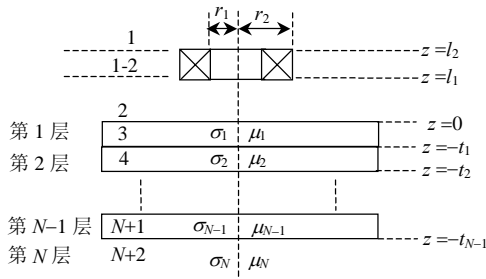 r1 r2
1 z=l2
1-2 z=l1
2 z=0
第 1 层 3 σ1 μ1 z=−t1
第 2 层 4 σ2 μ2 z=−t2
第 N−1 层 N+1 σN−1 μN−1 z=−tN−1
第 N 层 N+2 σN μN